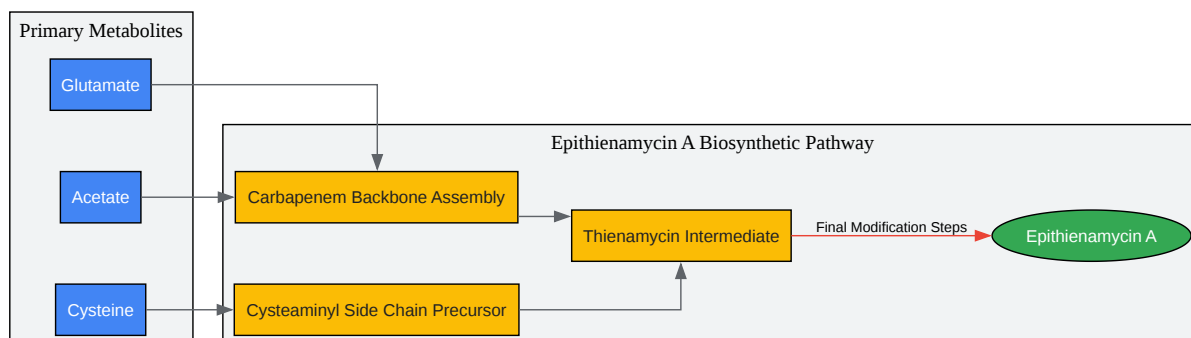 Primary Metabolites
Glutamate
Epithienamycin A Biosynthetic Pathway
Acetate
Carbapenem Backbone Assembly
Thienamycin Intermediate
Final Modification Steps
Epithienamycin A
Cysteine
Cysteaminyl Side Chain Precursor